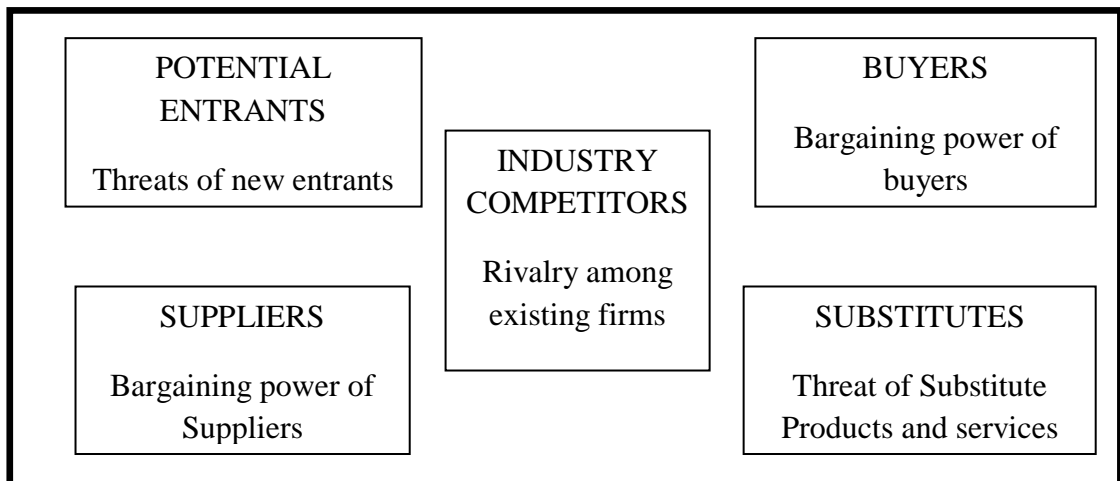 POTENTIAL
ENTRANTS
Threats of new entrants
BUYERS
Bargaining power of
buyers
INDUSTRY
COMPETITORS
Rivalry among
existing firms
SUPPLIERS
Bargaining power of
Suppliers
SUBSTITUTES
Threat of Substitute
Products and services